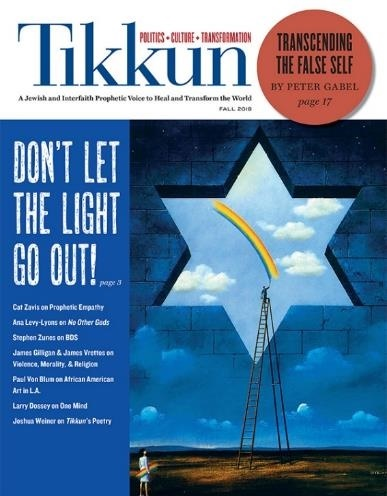 POLITICS + CULTURE + TRANSFORMATION
Tikkun
A Jewish and Interfaith Prophetic Voice to Heal and Transform the World
FALL 2018
TRANSCENDING
THE FALSE SELF
BY PETER GABEL
page 17
DON'T LET
THE LIGHT
GO OUT!
page 3
Cat Zavis on Prophetic Empathy
Ana Levy-Lyons on No Other Gods
Stephen Zunes on BDS
James Gilligan & James Vrettos on
Violence, Morality, & Religion
Paul Von Blum on African American
Art in L.A.
Larry Dossey on One Mind
Joshua Weiner on Tikkun's Poetry